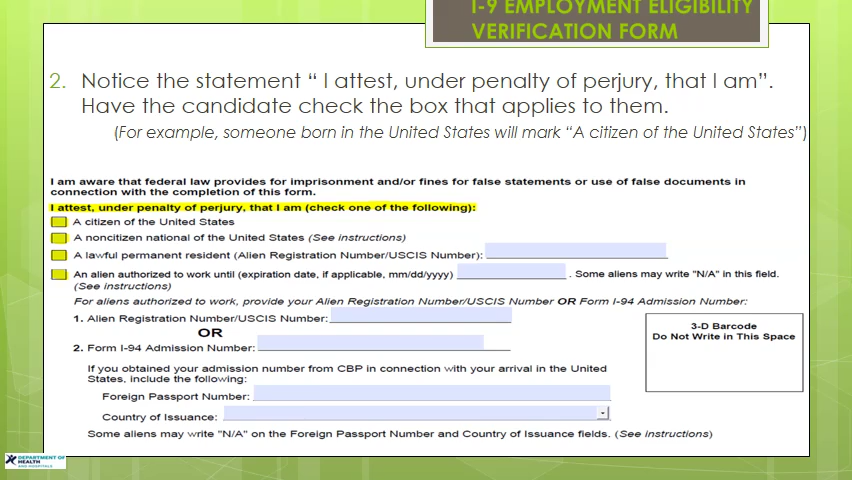 I-9 EMPLOYMENT ELIGIBILITY
VERIFICATION FORM
2. Notice the statement “ I attest, under penalty of perjury, that I am”.
Have the candidate check the box that applies to them.
(For example, someone born in the United States will mark “A citizen of the United States”)
I am aware that federal law provides for imprisonment and/or fines for false statements or use of false documents in
connection with the completion of this form.
I attest, under penalty of perjury, that I am (check one of the following):
A citizen of the United States
A noncitizen national of the United States (See instructions)
A lawful permanent resident (Alien Registration Number/USCIS Number):
An alien authorized to work until (expiration date, if applicable, mm/dd/yyyy) . Some aliens may write "N/A" in this field.
(See instructions)
For aliens authorized to work, provide your Alien Registration Number/USCIS Number OR Form I-94 Admission Number:
1. Alien Registration Number/USCIS Number:
OR
2. Form I-94 Admission Number:
3-D Barcode
Do Not Write in This Space
If you obtained your admission number from CBP in connection with your arrival in the United
States, include the following:
Foreign Passport Number:
Country of Issuance:
Some aliens may write "N/A" on the Foreign Passport Number and Country of Issuance fields. (See instructions)
DEPARTMENT OF
HEALTH
AND HOSPITALS